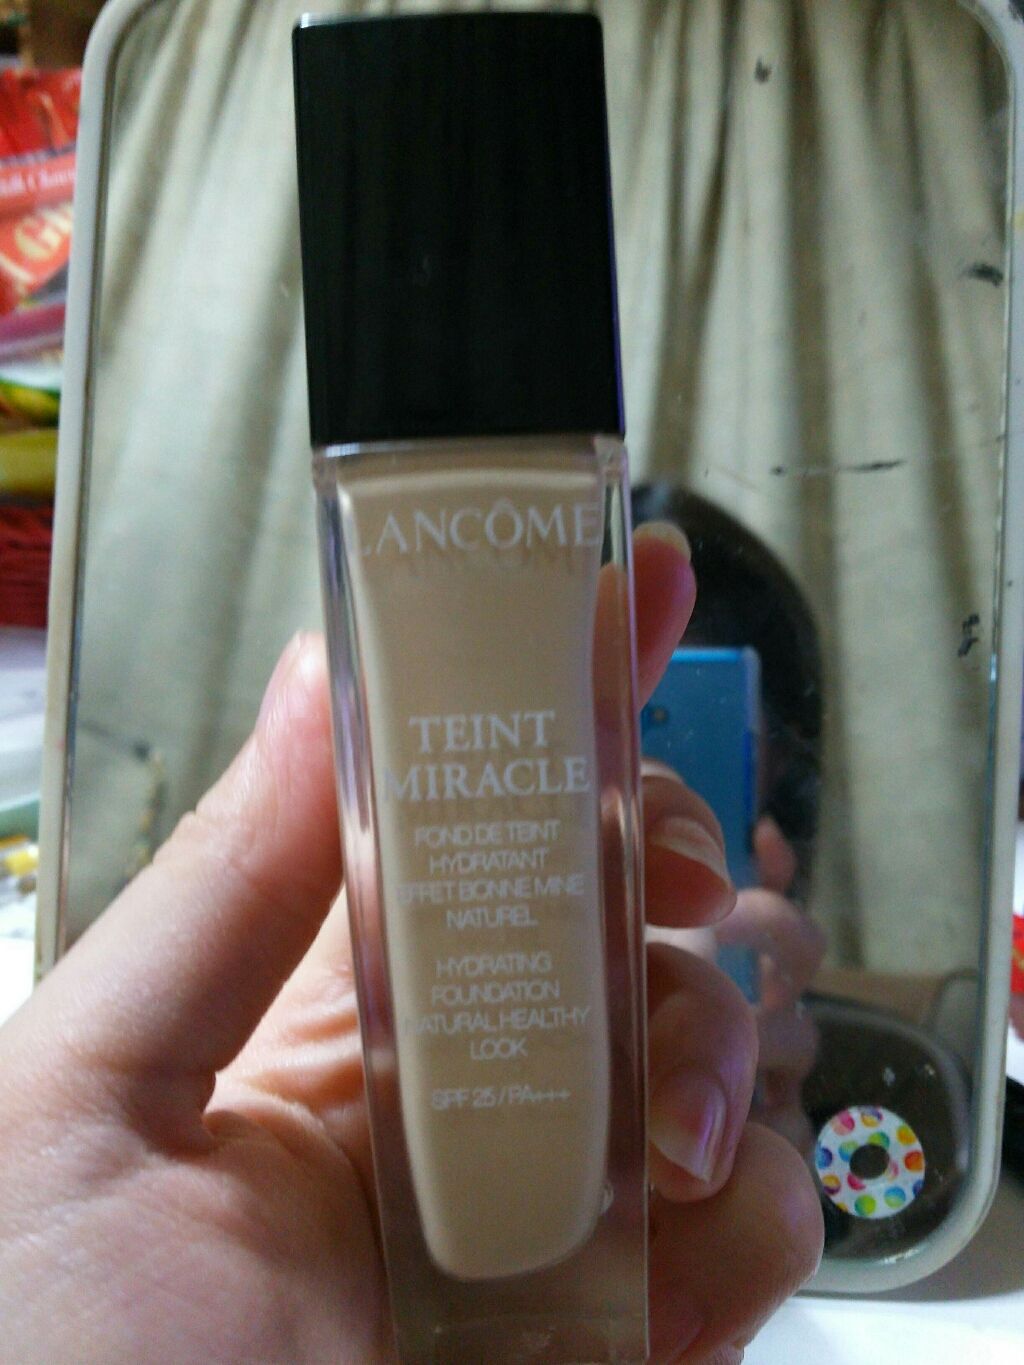 LANCÔME
TEINT
MIRACLE
FOND DE TEINT
HYDRATANT
EFFET BONNE MINE
NATUREL
HYDRATING
FOUNDATION
NATURAL HEALTHY
LOOK
SPF 25 / PA+++